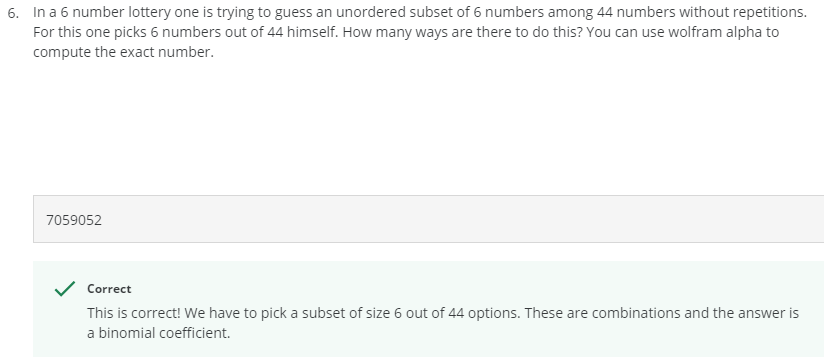 6. In a 6 number lottery one is trying to guess an unordered subset of 6 numbers among 44 numbers without repetitions.
For this one picks 6 numbers out of 44 himself. How many ways are there to do this? You can use wolfram alpha to
compute the exact number.
7059052
Correct
This is correct! We have to pick a subset of size 6 out of 44 options. These are combinations and the answer is
a binomial coefficient.